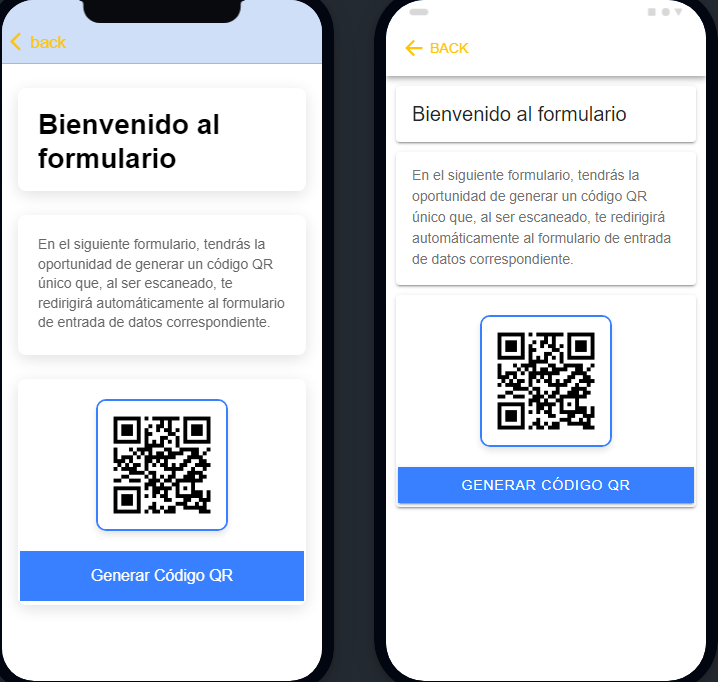 back
Bienvenido al
formulario
En el siguiente formulario, tendrás la
oportunidad de generar un código QR
único que, al ser escaneado, te
redirigirá automáticamente al formulario
de entrada de datos correspondiente.
Generar Código QR
BACK
Bienvenido al formulario
En el siguiente formulario, tendrás la
oportunidad de generar un código QR
único que, al ser escaneado, te redirigirá
automáticamente al formulario de entrada
de datos correspondiente.
GENERAR CÓDIGO QR